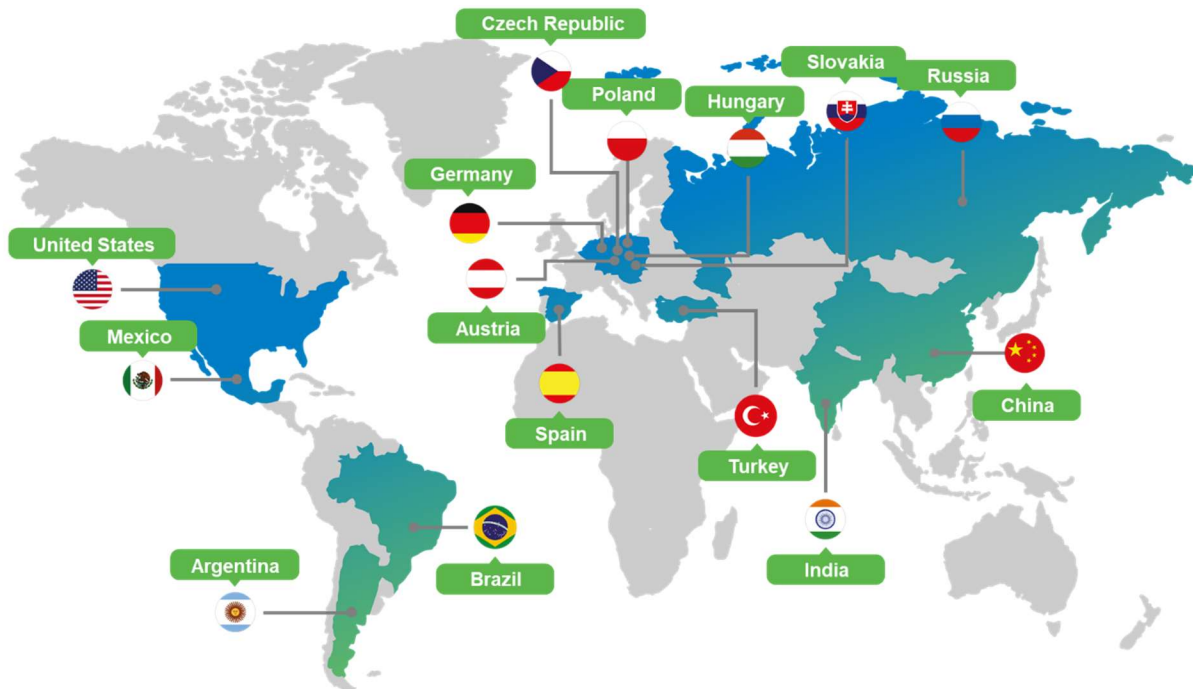 Czech Republic
Slovakia
Russia
Poland
Hungary
Germany
United States
Austria
Mexico
China
Spain
Turkey
Argentina
Brazil
India